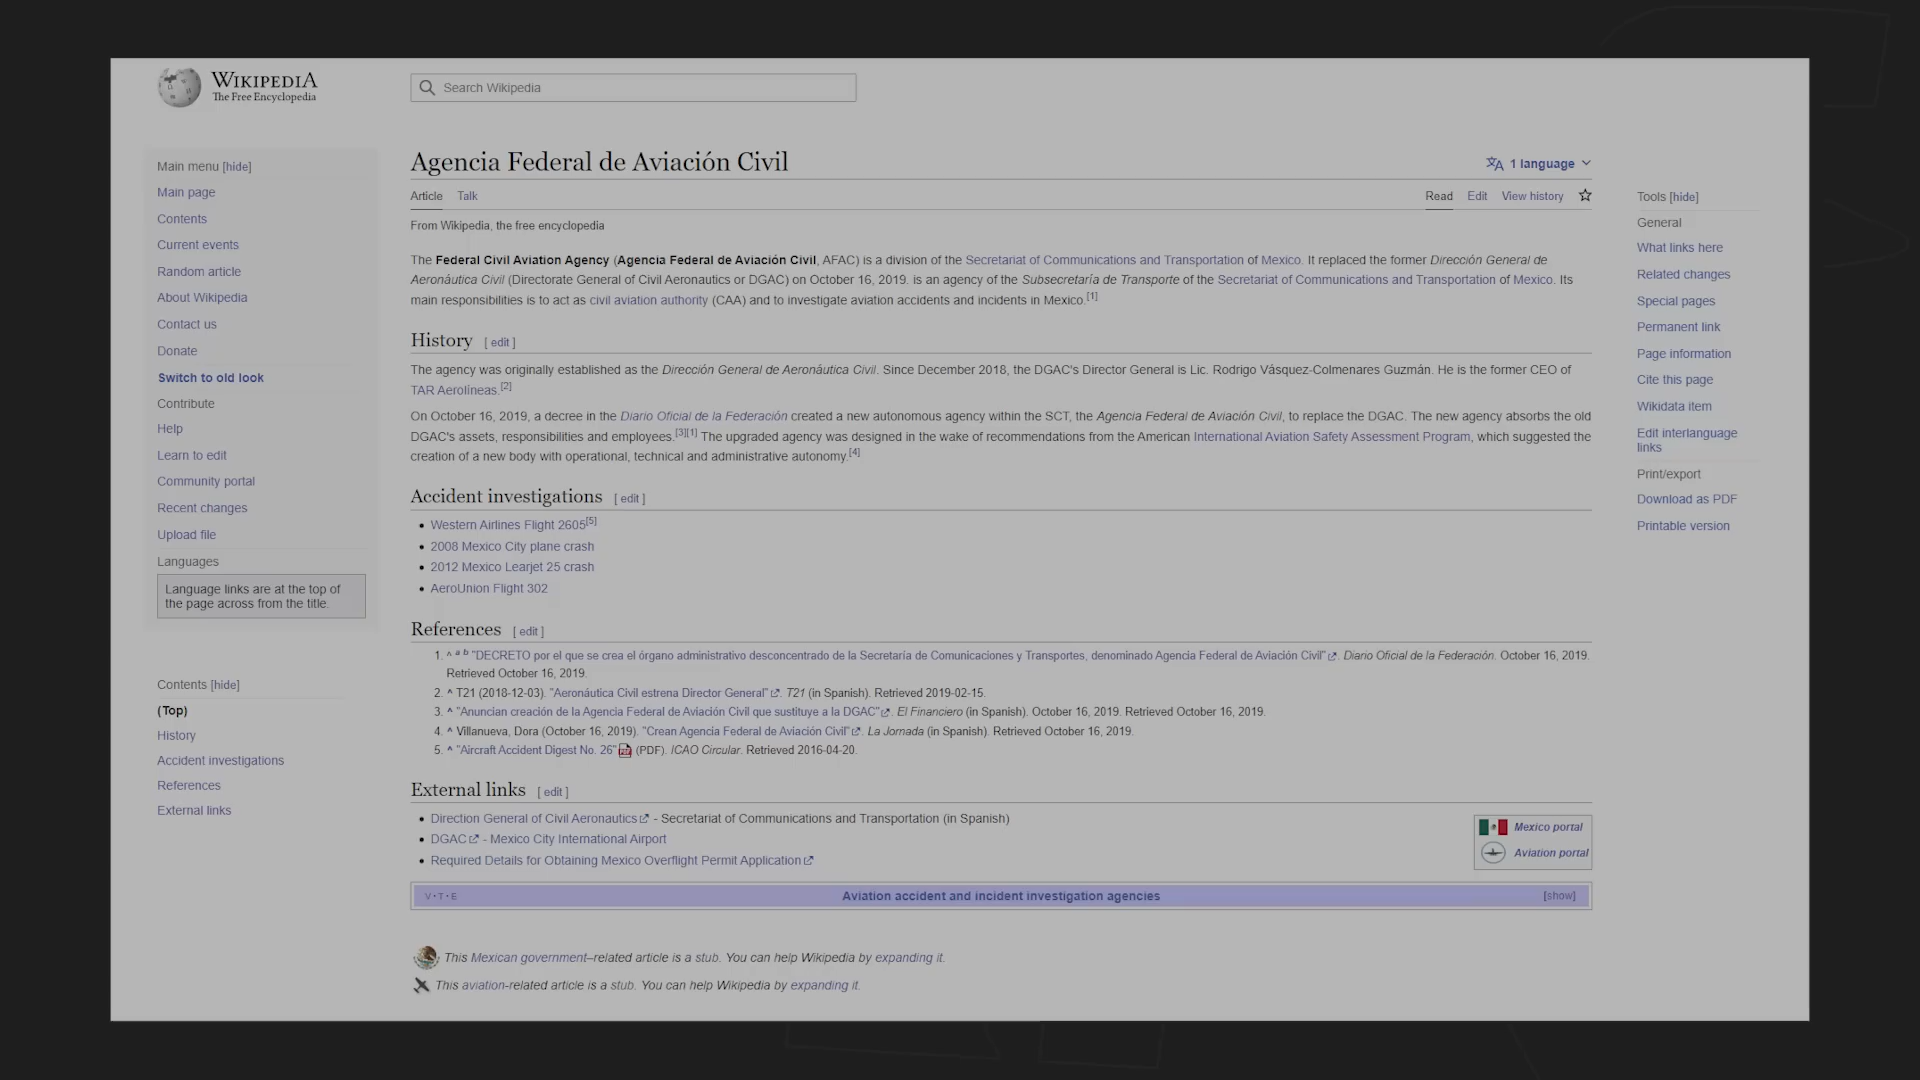 WIKIPEDIA
The Free Encyclopedia
Search Wikipedia
Main menu [hide]
Main page
Contents
Current events
Random article
About Wikipedia
Contact us
Donate
Switch to old look
Contribute
Help
Learn to edit
Community portal
Recent changes
Upload file
Languages
Language links are at the top of
the page across from the title.
Contents [hide]
(Top)
History
Accident investigations
References
External links
Agencia Federal de Aviación Civil
1 language
Article Talk
Read Edit View history
From Wikipedia, the free encyclopedia
The Federal Civil Aviation Agency (Agencia Federal de Aviación Civil, AFAC) is a division of the Secretariat of Communications and Transportation of Mexico. It replaced the former Dirección General de
Aeronáutica Civil (Directorate General of Civil Aeronautics or DGAC) on October 16, 2019. is an agency of the Subsecretaría de Transporte of the Secretariat of Communications and Transportation of Mexico. Its
main responsibilities is to act as civil aviation authority (CAA) and to investigate aviation accidents and incidents in Mexico.[1]
History [ edit ]
The agency was originally established as the Dirección General de Aeronáutica Civil. Since December 2018, the DGAC's Director General is Lic. Rodrigo Vásquez-Colmenares Guzmán. He is the former CEO of
TAR Aerolíneas.[2]
On October 16, 2019, a decree in the Diario Oficial de la Federación created a new autonomous agency within the SCT, the Agencia Federal de Aviación Civil, to replace the DGAC. The new agency absorbs the old
DGAC's assets, responsibilities and employees.[3][1] The upgraded agency was designed in the wake of recommendations from the American International Aviation Safety Assessment Program, which suggested the
creation of a new body with operational, technical and administrative autonomy.[4]
Accident investigations [ edit ]
• Western Airlines Flight 2605[5]
• 2008 Mexico City plane crash
• 2012 Mexico Learjet 25 crash
• AeroUnion Flight 302
References [ edit ]
1. ^ a b "DECRETO por el que se crea el órgano administrativo desconcentrado de la Secretaría de Comunicaciones y Transportes, denominado Agencia Federal de Aviación Civil". Diario Oficial de la Federación. October 16, 2019.
Retrieved October 16, 2019.
2. ^ T21 (2018-12-03). "Aeronáutica Civil estrena Director General". T21 (in Spanish). Retrieved 2019-02-15.
3. ^ "Anuncian creación de la Agencia Federal de Aviación Civil que sustituye a la DGAC". El Financiero (in Spanish). October 16, 2019. Retrieved October 16, 2019.
4. ^ Villanueva, Dora (October 16, 2019). "Crean Agencia Federal de Aviación Civil". La Jornada (in Spanish). Retrieved October 16, 2019.
5. ^ "Aircraft Accident Digest No. 26" (PDF). ICAO Circular. Retrieved 2016-04-20.
External links [ edit ]
• Direction General of Civil Aeronautics - Secretariat of Communications and Transportation (in Spanish)
• DGAC - Mexico City International Airport
• Required Details for Obtaining Mexico Overflight Permit Application
Mexico portal
Aviation portal
V•T•E Aviation accident and incident investigation agencies [show]
This Mexican government–related article is a stub. You can help Wikipedia by expanding it.
This aviation-related article is a stub. You can help Wikipedia by expanding it.
Tools [hide]
General
What links here
Related changes
Special pages
Permanent link
Page information
Cite this page
Wikidata item
Edit interlanguage
links
Print/export
Download as PDF
Printable version